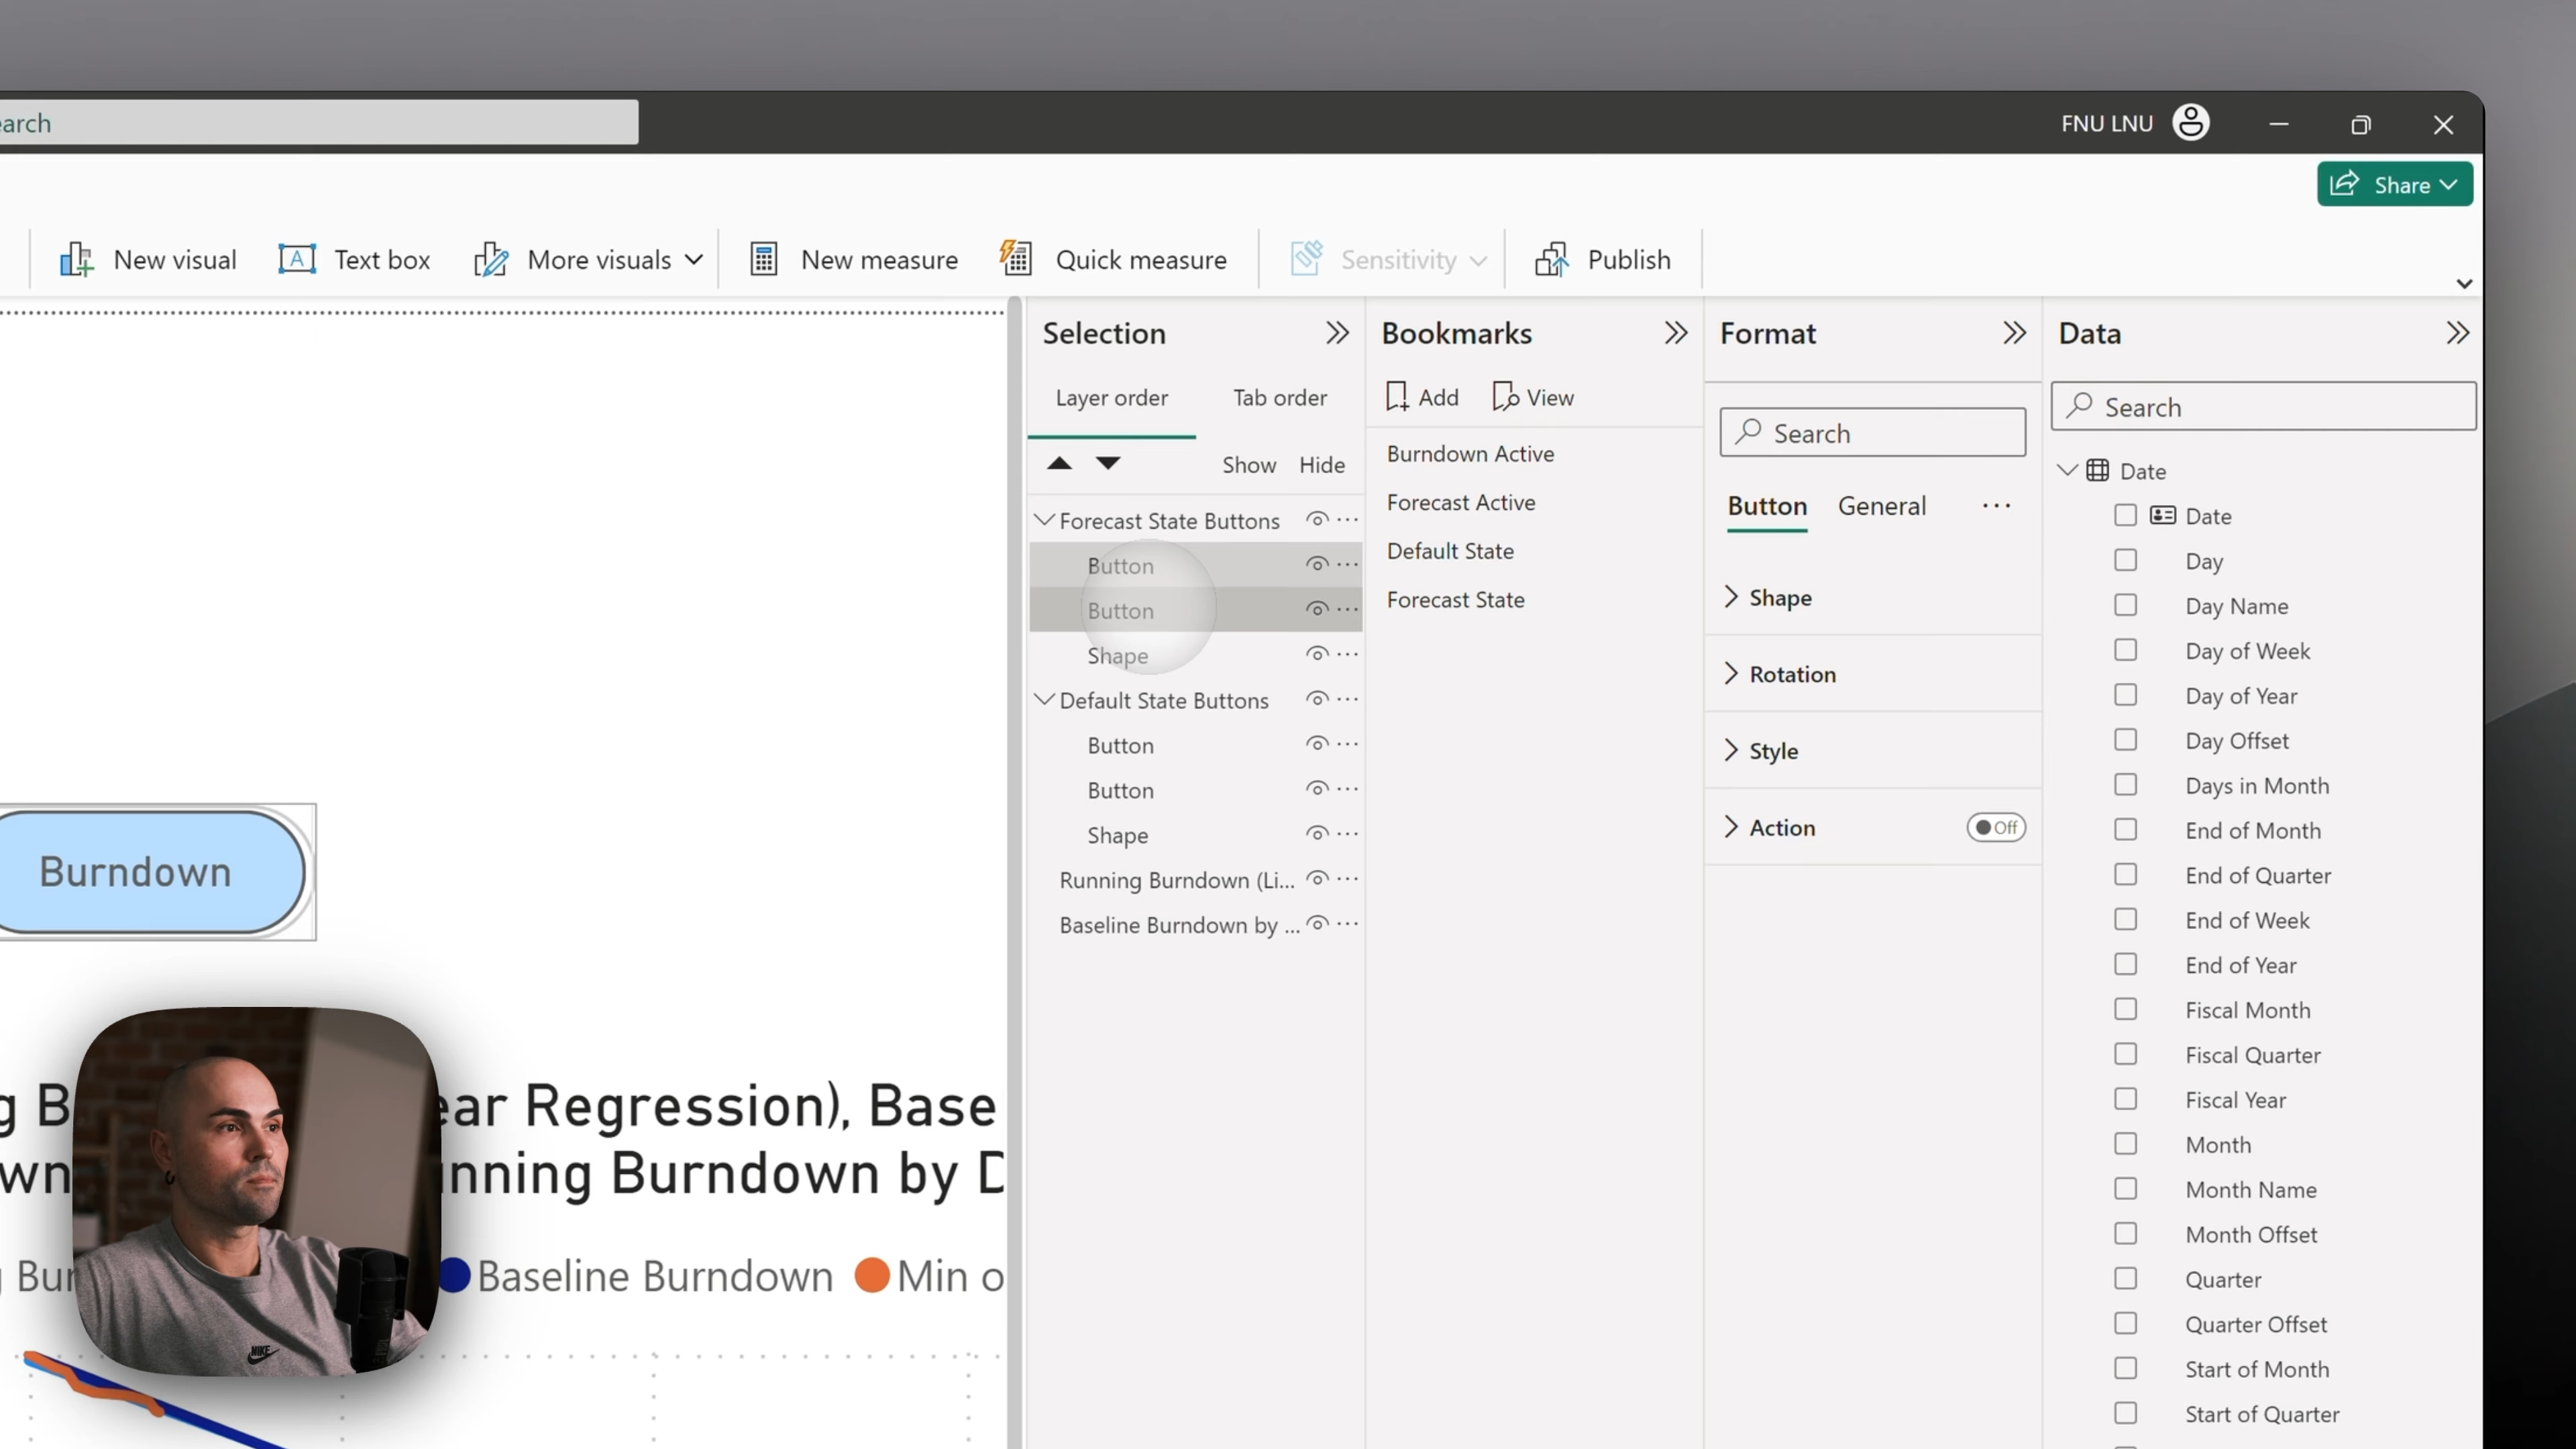 earch
FNU LNU
Share
New visual
Text box
More visuals
New measure
Quick measure
Sensitivity
Publish
Selection
Layer order
Tab order
Show
Hide
Forecast State Buttons
Button
Button
Shape
Default State Buttons
Button
Button
Shape
Running Burndown (Li...
Baseline Burndown by ...
Bookmarks
Add
View
Burndown Active
Forecast Active
Default State
Forecast State
Format
Search
Button
General
...
Shape
Rotation
Style
Action
Off
Data
Search
Date
Date
Day
Day Name
Day of Week
Day of Year
Day Offset
Days in Month
End of Month
End of Quarter
End of Week
End of Year
Fiscal Month
Fiscal Quarter
Fiscal Year
Month
Month Name
Month Offset
Quarter
Quarter Offset
Start of Month
Start of Quarter
Burndown
g B
ear Regression), Base
wn
nning Burndown by D
Bur
Baseline Burndown
Min o
NIKE